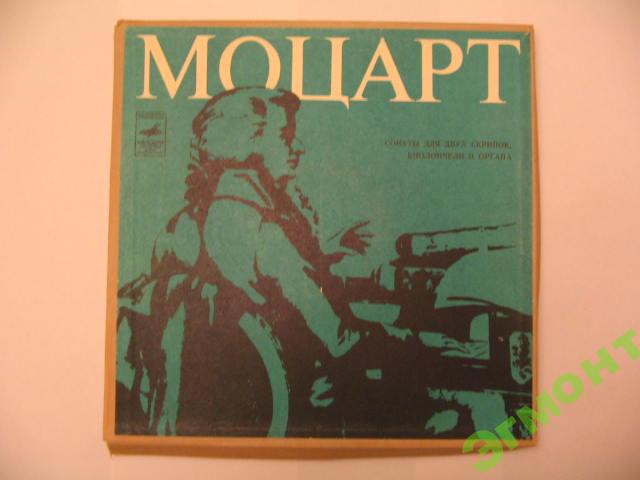 МОЦАРТ
СОНАТЫ ДЛЯ ДВУХ СКРИПОК,
ВИОЛОНЧЕЛИ И ОРГАНА
Эгмонт